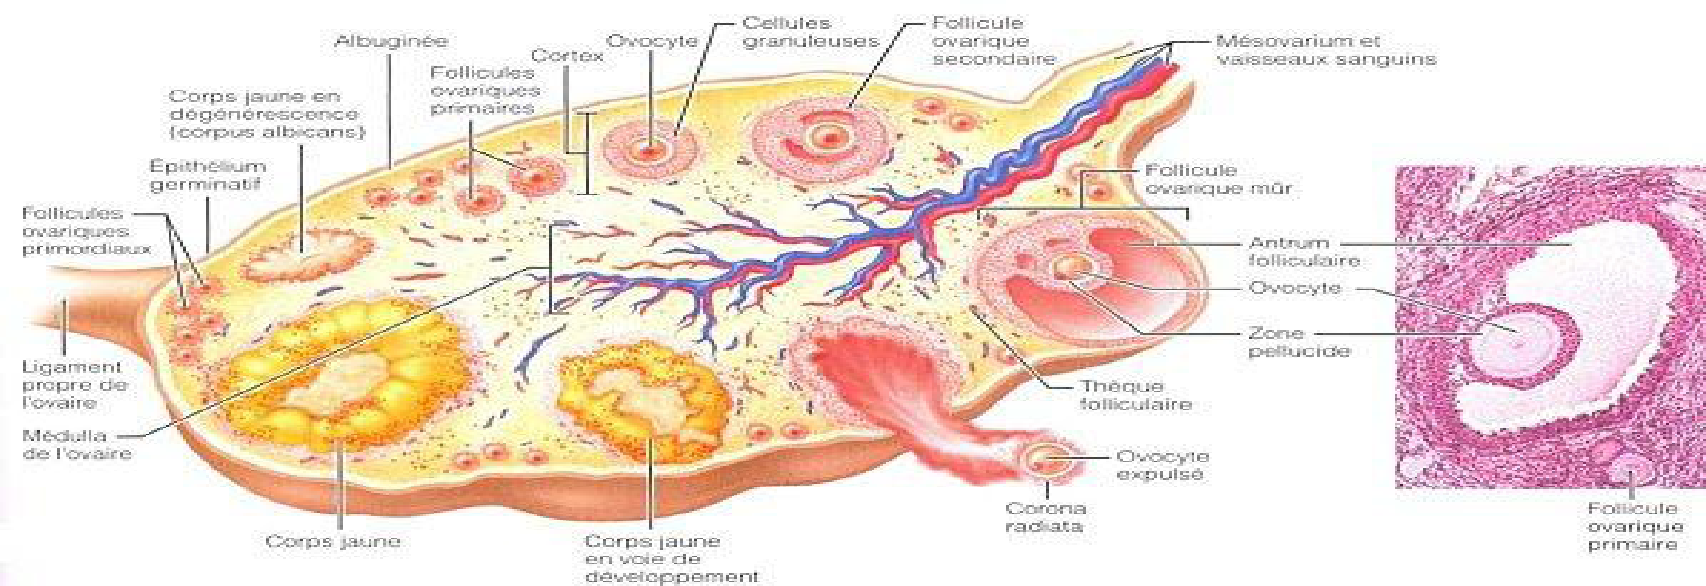 Albuginée
Cortex
Ovocyte
Cellules
granuleuses
Follicule
ovarique
secondaire
Mésovarium et
vaisseaux sanguins
Follicules
ovariques
primaires
Corps jaune en
dégénérescence
(corpus albicans)
Epithélium
germinatif
Follicules
ovariques
primordiaux
Follicule
ovarique mûr
Antrum
folliculaire
Ovocyte
Zone
pellucide
Thèque
folliculaire
Ligament
propre de
l'ovaire
Médulla
de l'ovaire
Ovocyte
expulsé
Corona
radiata
Corps jaune
Corps jaune
en voie de
développement
Follicule
ovarique
primaire